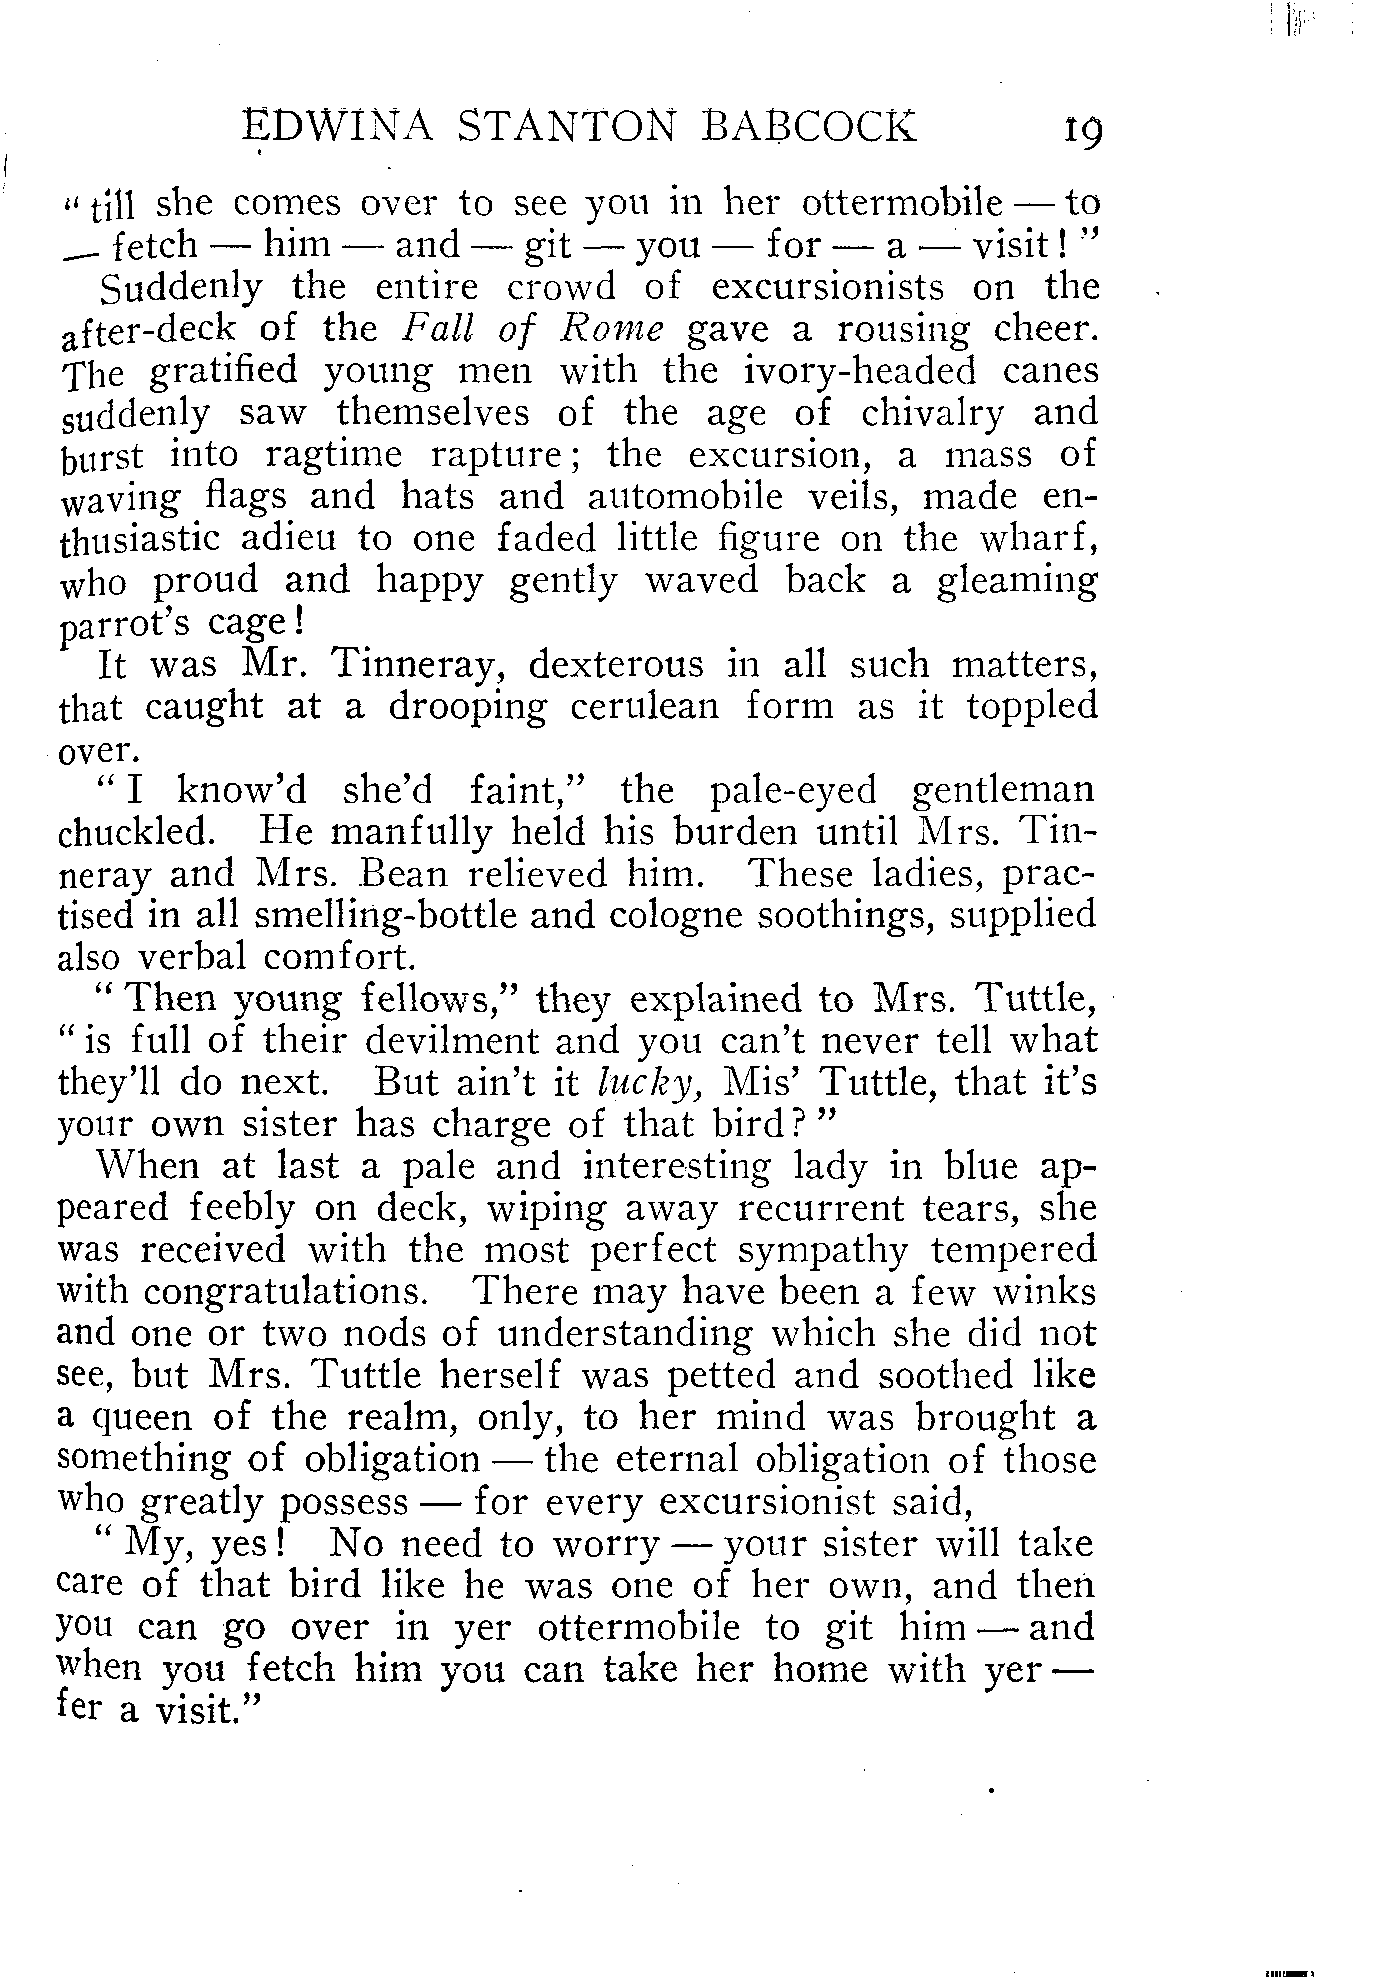 EDWINA STANTON BABCOCK 19
" till she comes over to see you in her ottermobile — to
— fetch — him — and — git — you — for — a — visit! "
Suddenly the entire crowd of excursionists on the
after-deck of the Fall of Rome gave a rousing cheer.
The gratified young men with the ivory-headed canes
suddenly saw themselves of the age of chivalry and
burst into ragtime rapture; the excursion, a mass of
waving flags and hats and automobile veils, made en-
thusiastic adieu to one faded little figure on the wharf,
who proud and happy gently waved back a gleaming
parrot's cage!
It was Mr. Tinneray, dexterous in all such matters,
that caught at a drooping cerulean form as it toppled
over.
" I know'd she'd faint," the pale-eyed gentleman
chuckled. He manfully held his burden until Mrs. Tin-
neray and Mrs. Bean relieved him. These ladies, prac-
tised in all smelling-bottle and cologne soothings, supplied
also verbal comfort.
" Then young fellows," they explained to Mrs. Tuttle,
" is full of their devilment and you can't never tell what
they'll do next. But ain't it lucky, Mis' Tuttle, that it's
your own sister has charge of that bird? "
When at last a pale and interesting lady in blue ap-
peared feebly on deck, wiping away recurrent tears, she
was received with the most perfect sympathy tempered
with congratulations. There may have been a few winks
and one or two nods of understanding which she did not
see, but Mrs. Tuttle herself was petted and soothed like
a queen of the realm, only, to her mind was brought a
something of obligation — the eternal obligation of those
who greatly possess — for every excursionist said,
" My, yes! No need to worry — your sister will take
care of that bird like he was one of her own, and then
you can go over in yer ottermobile to git him — and
when you fetch him you can take her home with yer —
fer a visit."